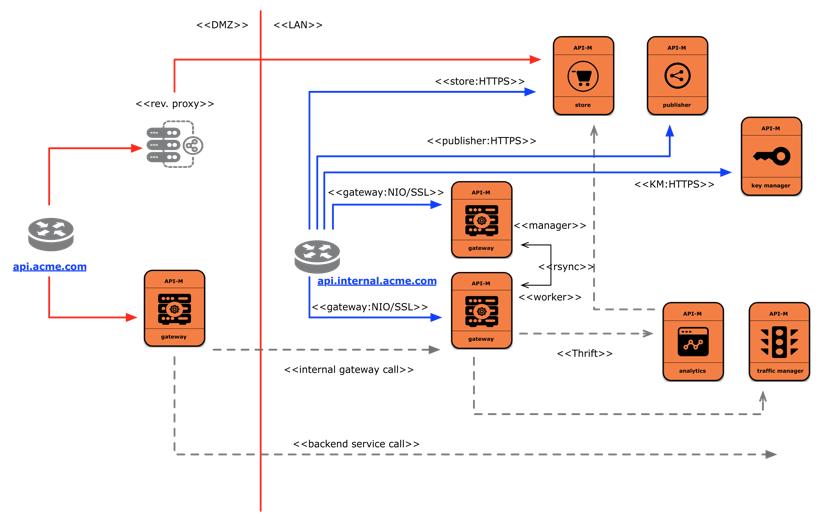 <<DMZ>>
<<LAN>>
API-M
store
API-M
publisher
<<store:HTTPS>>
<<rev. proxy>>
<<publisher:HTTPS>>
API-M
key manager
<<KM:HTTPS>>
<<gateway:NIO/SSL>>
API-M
gateway
<<manager>>
api.acme.com
<<rsync>>
api.internal.acme.com
API-M
gateway
API-M
gateway
<<worker>>
<<gateway:NIO/SSL>>
API-M
analytics
API-M
traffic manager
<<Thrift>>
<<internal gateway call>>
<<backend service call>>